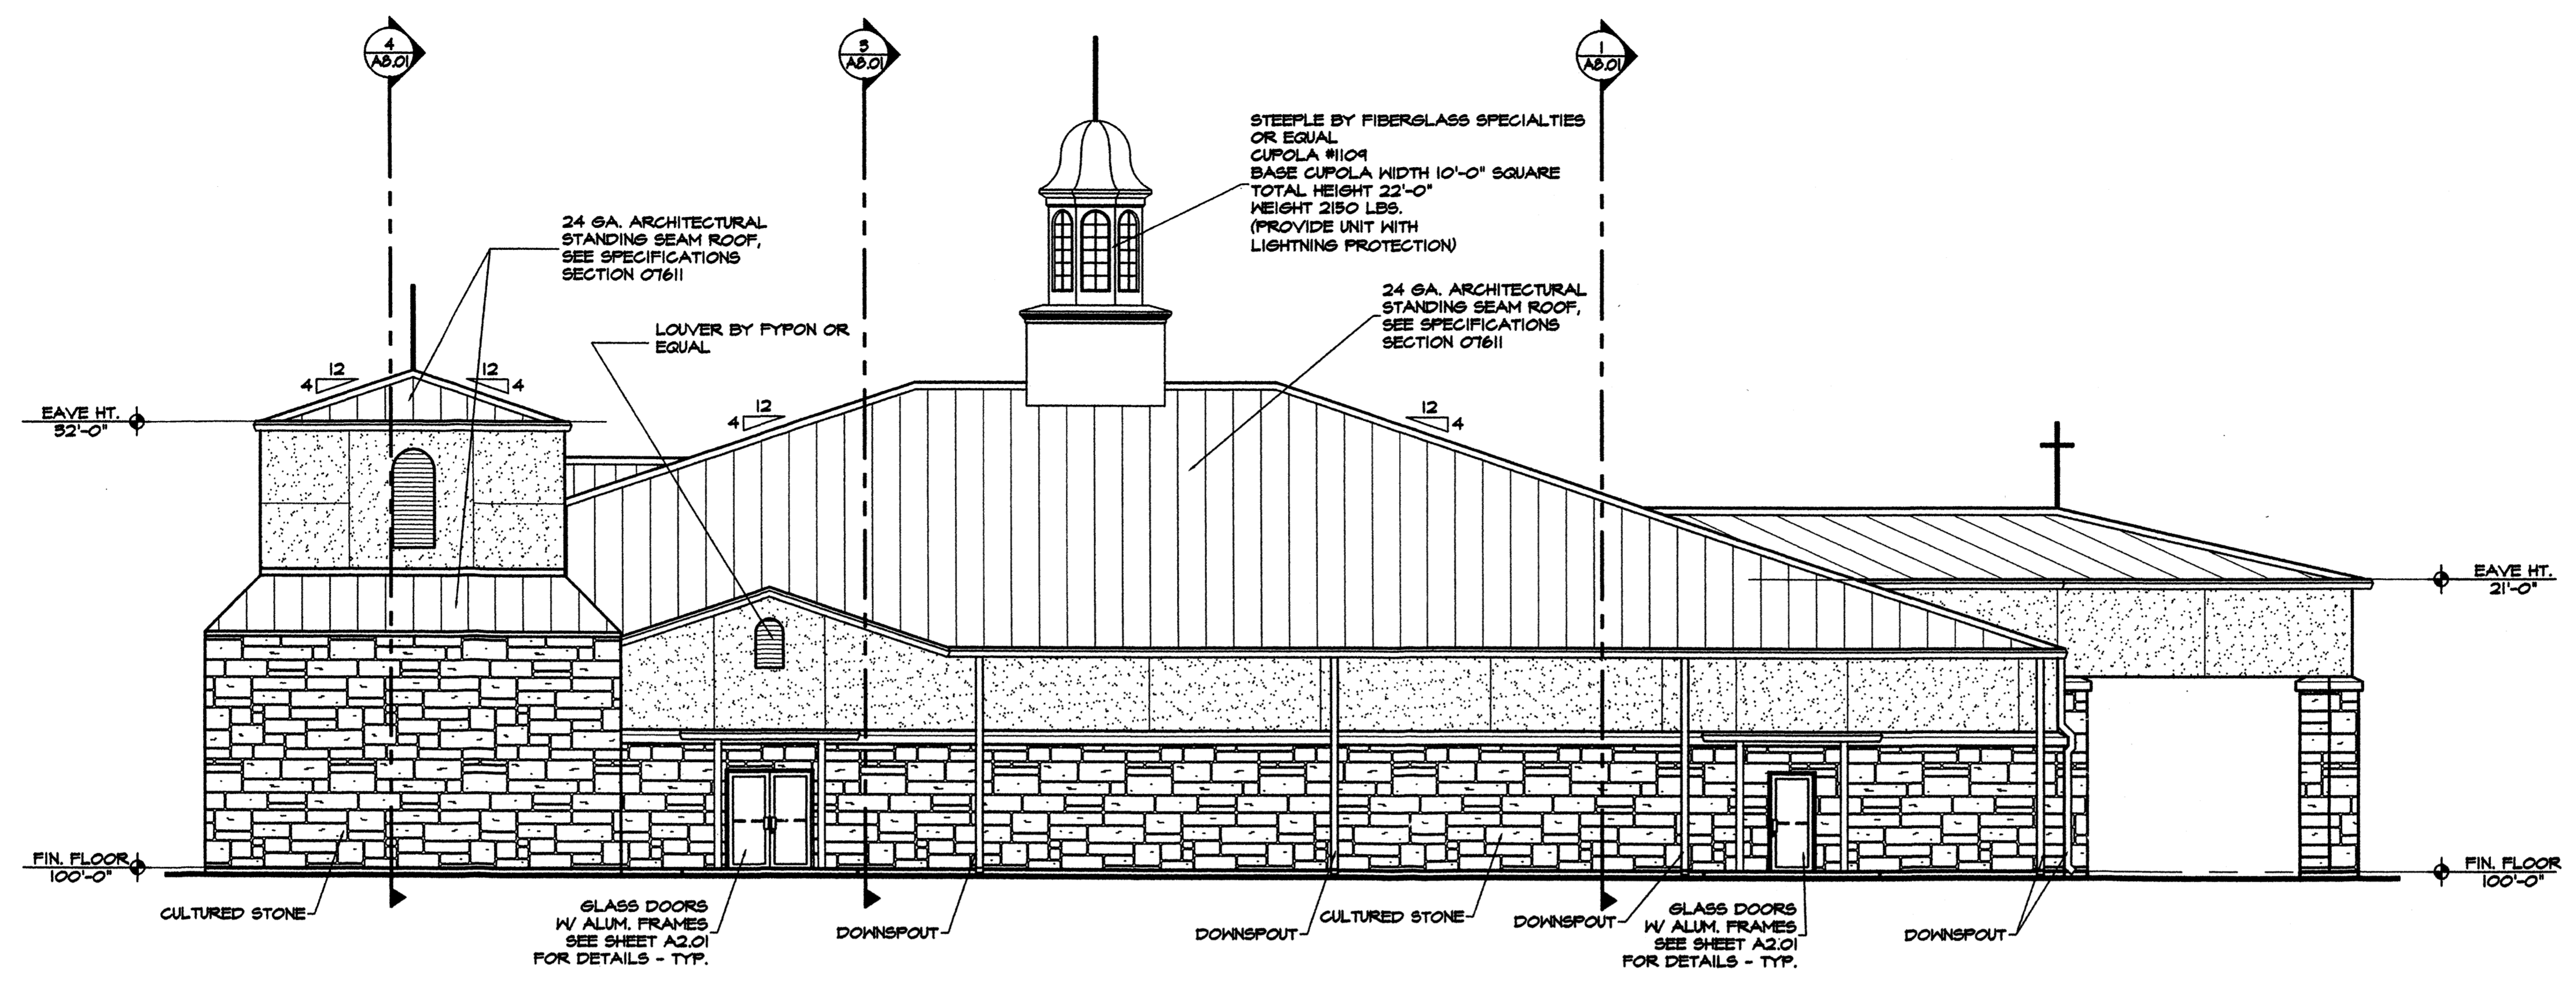 4
A8.01
3
A8.01
1
A8.01
STEEPLE BY FIBERGLASS SPECIALTIES
OR EQUAL
CUPOLA #1109
BASE CUPOLA WIDTH 10'-0" SQUARE
TOTAL HEIGHT 22'-0"
WEIGHT 2150 LBS.
(PROVIDE UNIT WITH
LIGHTNING PROTECTION)
24 GA. ARCHITECTURAL
STANDING SEAM ROOF,
SEE SPECIFICATIONS
SECTION 07611
24 GA. ARCHITECTURAL
STANDING SEAM ROOF,
SEE SPECIFICATIONS
SECTION 07611
LOUVER BY FYPON OR
EQUAL
12
4
12
4
12
4
12
4
EAVE HT.
32'-0"
EAVE HT.
21'-0"
FIN. FLOOR
100'-0"
FIN. FLOOR
100'-0"
CULTURED STONE
GLASS DOORS
W/ ALUM. FRAMES
SEE SHEET A2.01
FOR DETAILS - TYP.
DOWNSPOUT
DOWNSPOUT
CULTURED STONE
DOWNSPOUT
GLASS DOORS
W/ ALUM. FRAMES
SEE SHEET A2.01
FOR DETAILS - TYP.
DOWNSPOUT